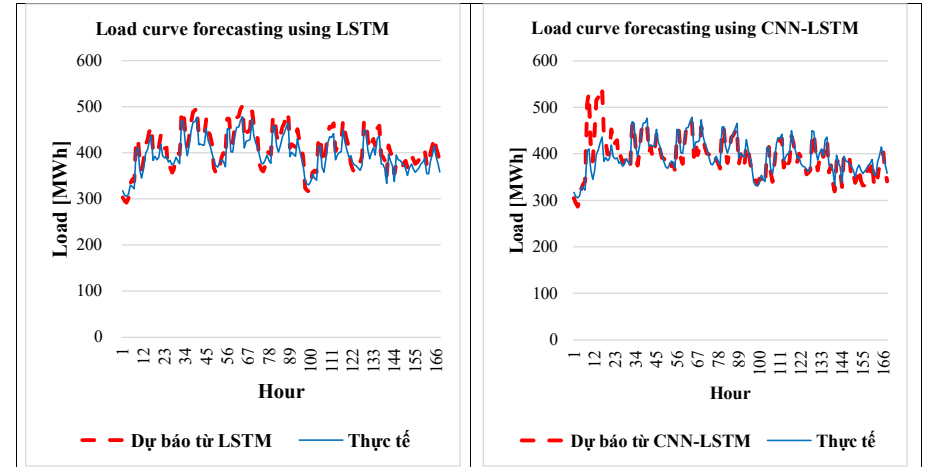 Load curve forecasting using LSTM
600
500
400
300
200
100
0
Load [MWh]
1 12 23 34 45 56 67 78 89 100 111 122 133 144 155 166
Hour
Dự báo từ LSTM Thực tế
Load curve forecasting using CNN-LSTM
600
500
400
300
200
100
0
Load [MWh]
1 12 23 34 45 56 67 78 89 100 111 122 133 144 155 166
Hour
Dự báo từ CNN-LSTM Thực tế